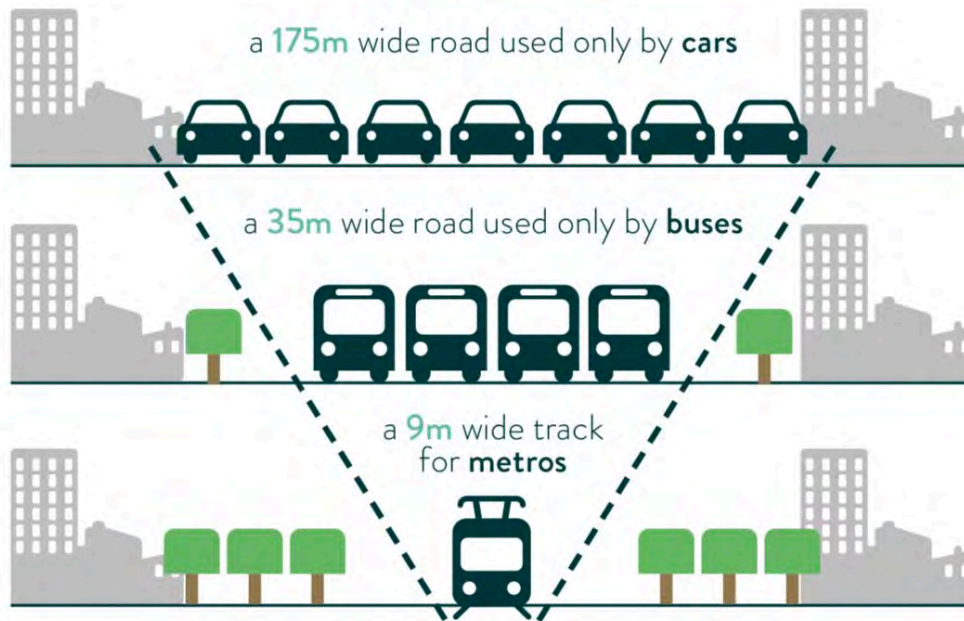 a 175m wide road used only by cars
a 35m wide road used only by buses
a 9m wide track
for metros